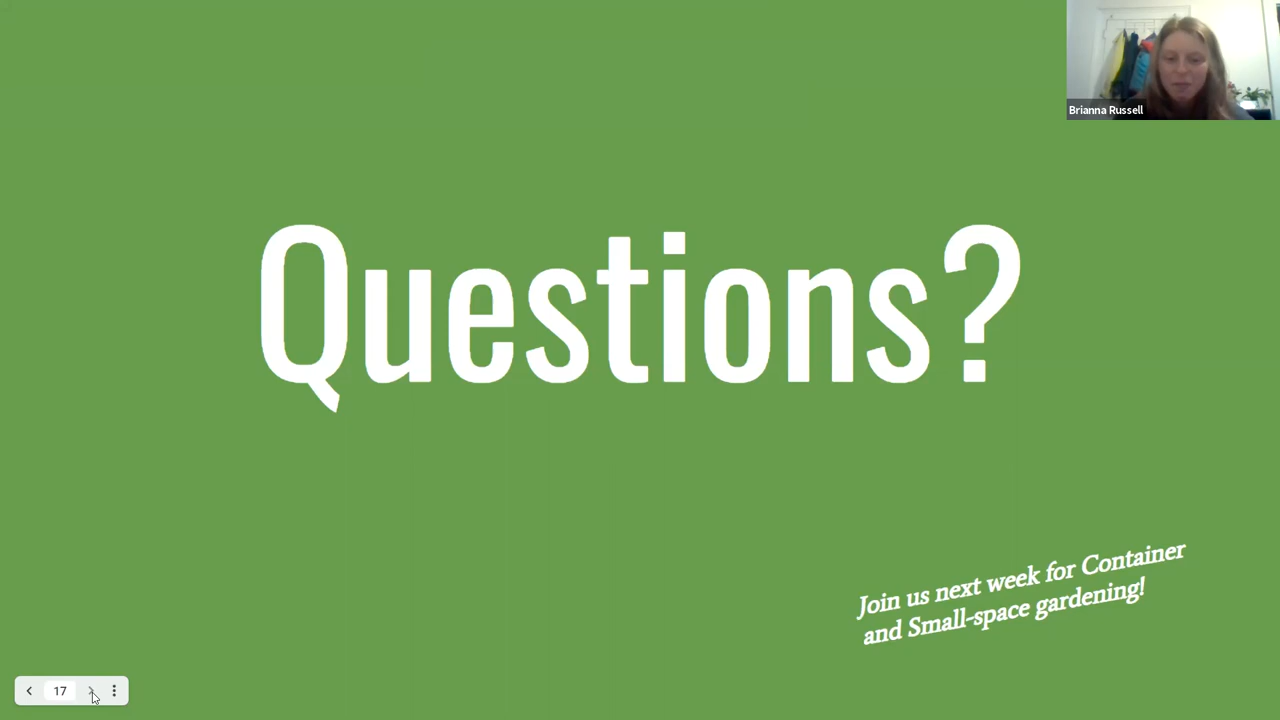 Brianna Russell
Questions?
Join us next week for Container
and Small-space gardening!
17